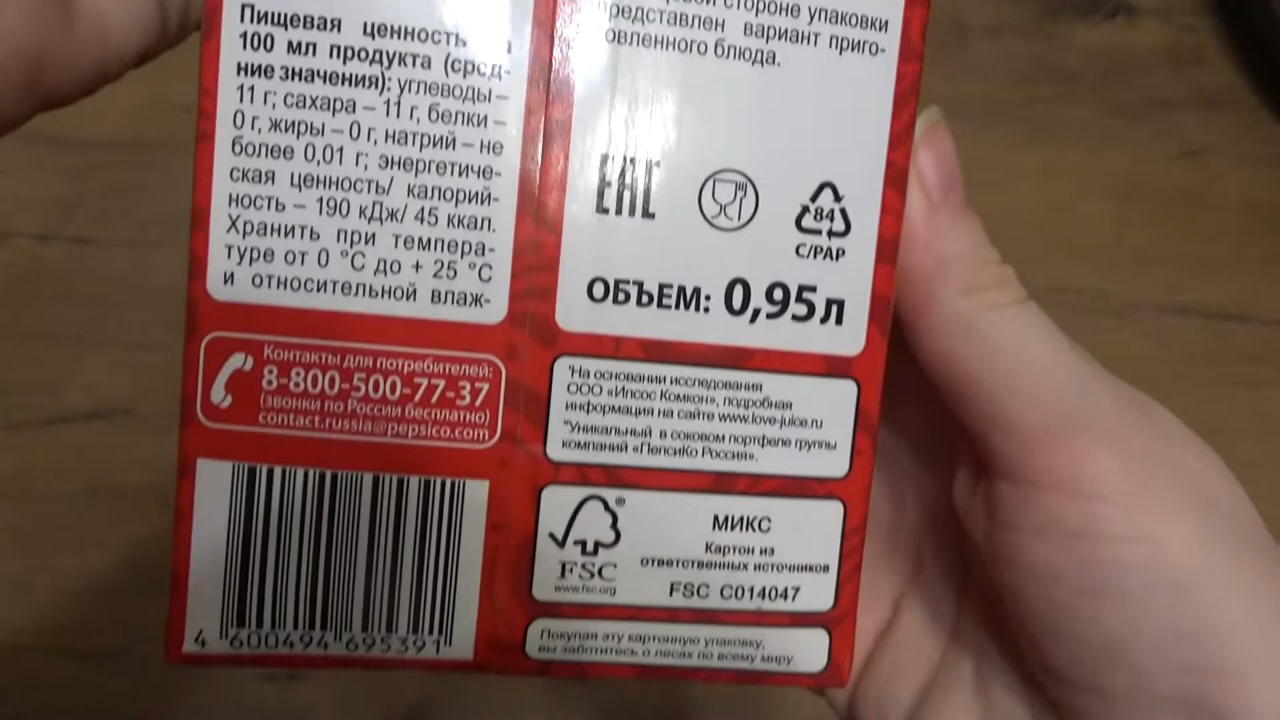 Пищевая ценность
100 мл продукта (сред-
ние значения): углеводы –
11 г; сахара – 11 г, белки –
0 г, жиры – 0 г, натрий – не
более 0,01 г; энергетиче-
ская ценность/ калорий-
ность – 190 кДж/ 45 ккал.
Хранить при темпера-
туре от 0 °С до + 25 °С
и относительной влаж-
Контакты для потребителей:
8-800-500-77-37
(звонки по России бесплатно)
contact.russia@pepsico.com
4 600494 695391
стороне упаковки
представлен вариант приго-
овленного блюда.
EAC
84
C/PAP
ОБЪЕМ: 0,95л
*На основании исследования
ООО «Ипсос Комкон», подробная
информация на сайте www.love-juice.ru
**Уникальный в соковом портфеле группы
компаний «ПепсиКо Россия».
FSC®
www.fsc.org
МИКС
Картон из
ответственных источников
FSC C014047
Покупая эту картонную упаковку,
вы заботитесь о лесах по всему миру.